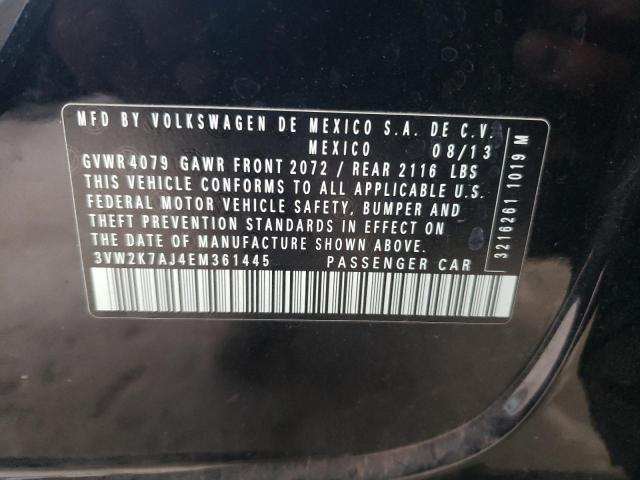 MFD BY VOLKSWAGEN DE MEXICO S.A. DE C.V.
MEXICO 08/13
GVWR 4079 GAWR FRONT 2072 / REAR 2116 LBS
THIS VEHICLE CONFORMS TO ALL APPLICABLE U.S.
FEDERAL MOTOR VEHICLE SAFETY, BUMPER AND
THEFT PREVENTION STANDARDS IN EFFECT ON
THE DATE OF MANUFACTURE SHOWN ABOVE.
3VW2K7AJ4EM361445 PASSENGER CAR
3216261 1019 M